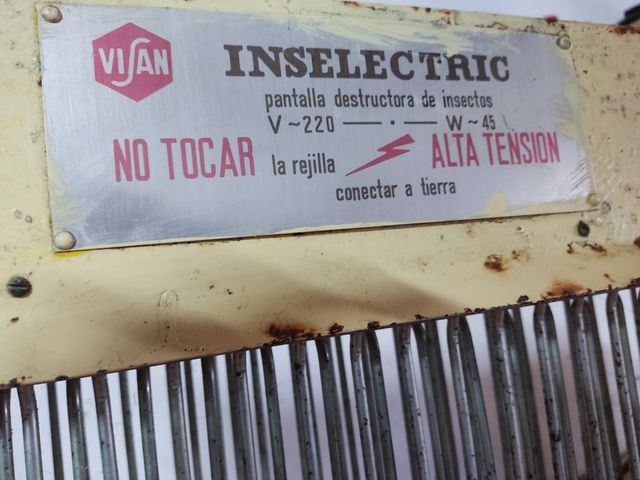 VISAN
INSELECTRIC
pantalla destructora de insectos
V ~ 220 — · — W ~ 45
NO TOCAR la rejilla ALTA TENSION
conectar a tierra